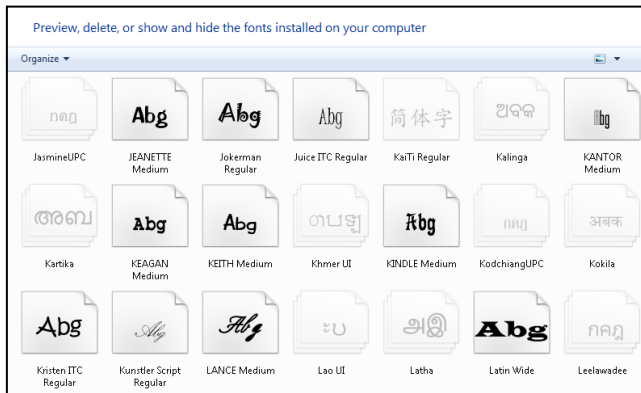 Preview, delete, or show and hide the fonts installed on your computer
Organize
กคฎ Abg Abg Abg 简体字 ଅବକ Abg
JasmineUPC JEANETTE Medium Jokerman Regular Juice ITC Regular KaiTi Regular Kalinga KANTOR Medium
Abg Abg Abg กคฎ अबक
Kartika KEAGAN Medium KEITH Medium Khmer UI KINDLE Medium KodchiangUPC Kokila
Abg Abg Abg ະບ அஇ Abg กคฎ
Kristen ITC Regular Kunstler Script Regular LANCE Medium Lao UI Latha Latin Wide Leelawadee